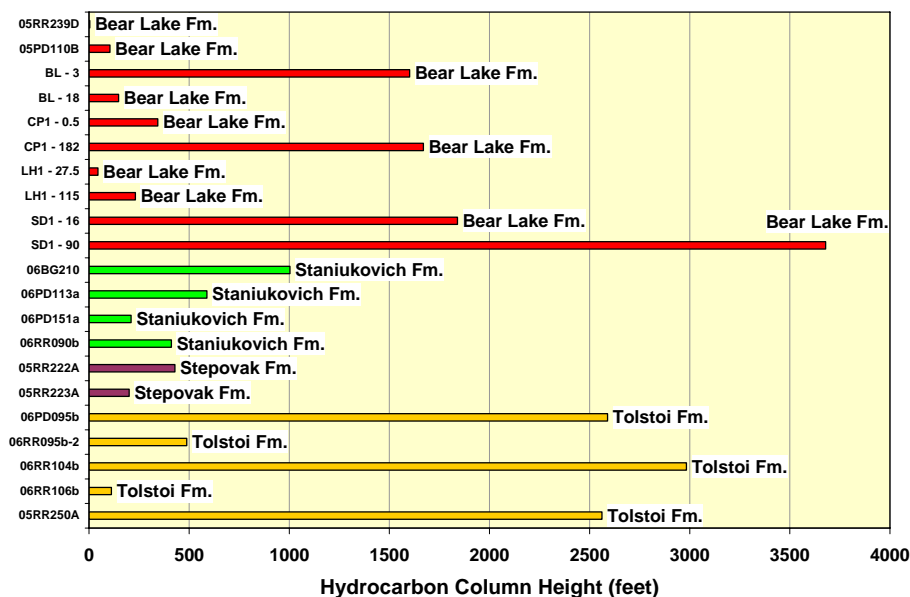 05RR239D Bear Lake Fm.
05PD110B Bear Lake Fm.
BL - 3 Bear Lake Fm.
BL - 18 Bear Lake Fm.
CP1 - 0.5 Bear Lake Fm.
CP1 - 182 Bear Lake Fm.
LH1 - 27.5 Bear Lake Fm.
LH1 - 115 Bear Lake Fm.
SD1 - 16 Bear Lake Fm.
SD1 - 90 Bear Lake Fm.
06BG210 Staniukovich Fm.
06PD113a Staniukovich Fm.
06PD151a Staniukovich Fm.
06RR090b Staniukovich Fm.
05RR222A Stepovak Fm.
05RR223A Stepovak Fm.
06PD095b Tolstoi Fm.
06RR095b-2 Tolstoi Fm.
06RR104b Tolstoi Fm.
06RR106b Tolstoi Fm.
05RR250A Tolstoi Fm.
0 500 1000 1500 2000 2500 3000 3500 4000
Hydrocarbon Column Height (feet)